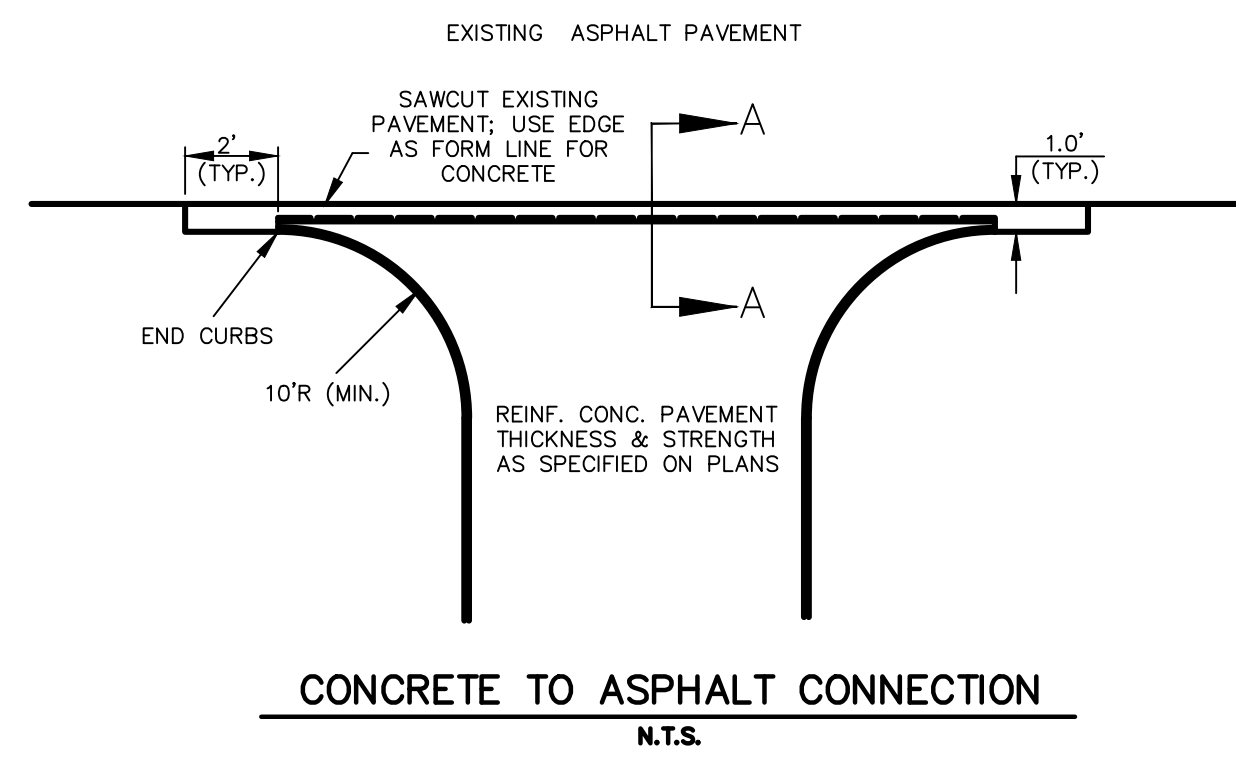 EXISTING ASPHALT PAVEMENT
SAWCUT EXISTING
PAVEMENT; USE EDGE
AS FORM LINE FOR
CONCRETE
A
2'
(TYP.)
1.0'
(TYP.)
A
END CURBS
10'R (MIN.)
REINF. CONC. PAVEMENT
THICKNESS & STRENGTH
AS SPECIFIED ON PLANS
CONCRETE TO ASPHALT CONNECTION
N.T.S.